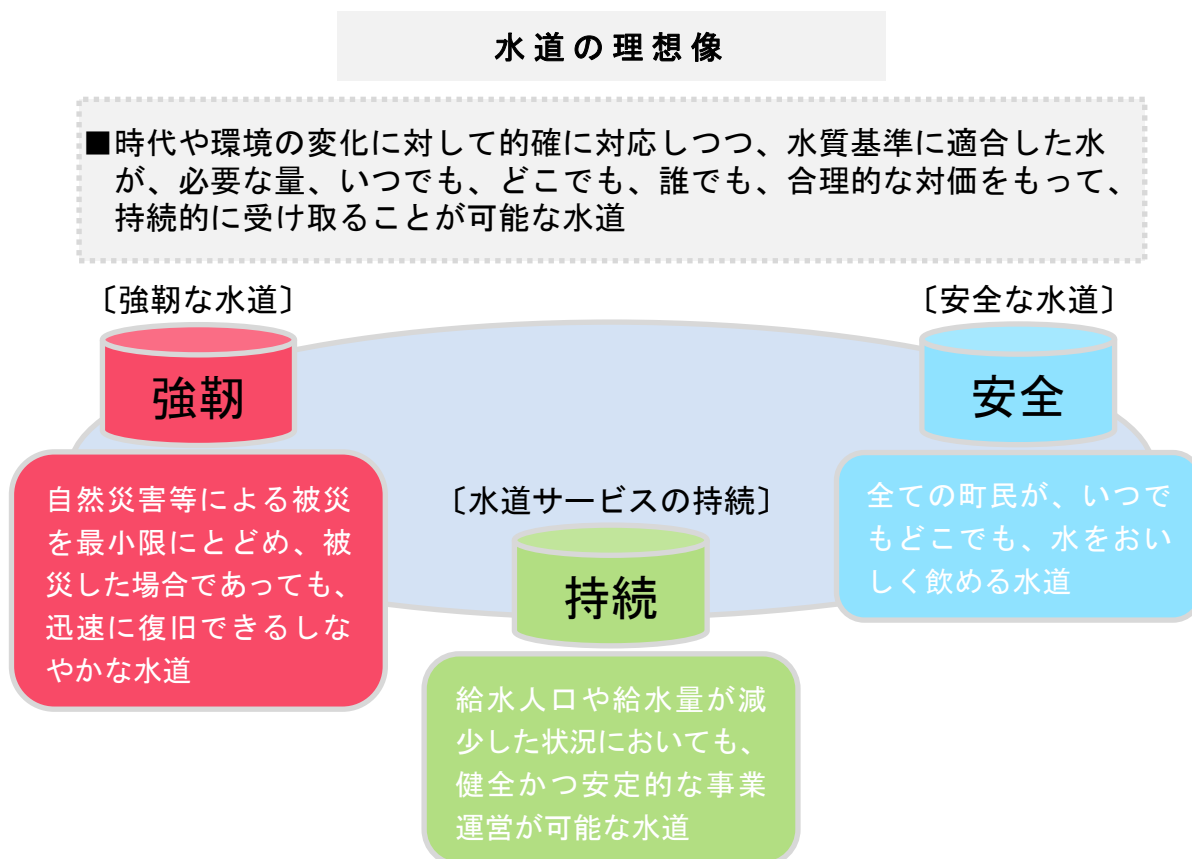 水道の理想像
■時代や環境の変化に対して的確に対応しつつ、水質基準に適合した水
が、必要な量、いつでも、どこでも、誰でも、合理的な対価をもって、
持続的に受け取ることが可能な水道
〔強靭な水道〕
強靭
自然災害等による被災
を最小限にとどめ、被
災した場合であっても、
迅速に復旧できるしな
やかな水道
〔安全な水道〕
安全
全ての町民が、いつで
もどこでも、水をおい
しく飲める水道
〔水道サービスの持続〕
持続
給水人口や給水量が減
少した状況においても、
健全かつ安定的な事業
運営が可能な水道